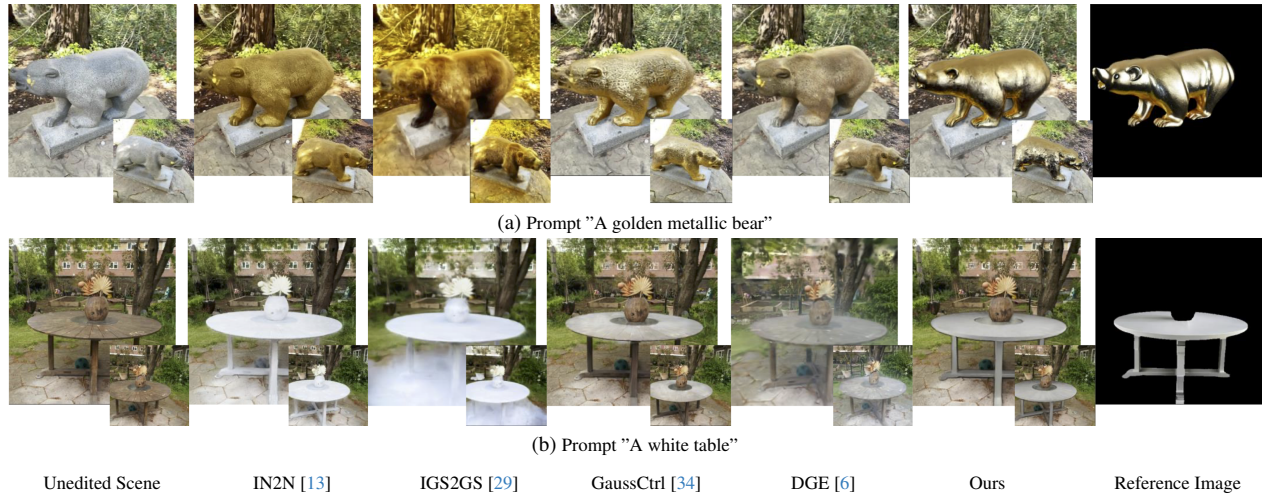 (a) Prompt ”A golden metallic bear”
(b) Prompt ”A white table”
Unedited Scene IN2N [13] IGS2GS [29] GaussCtrl [34] DGE [6] Ours Reference Image